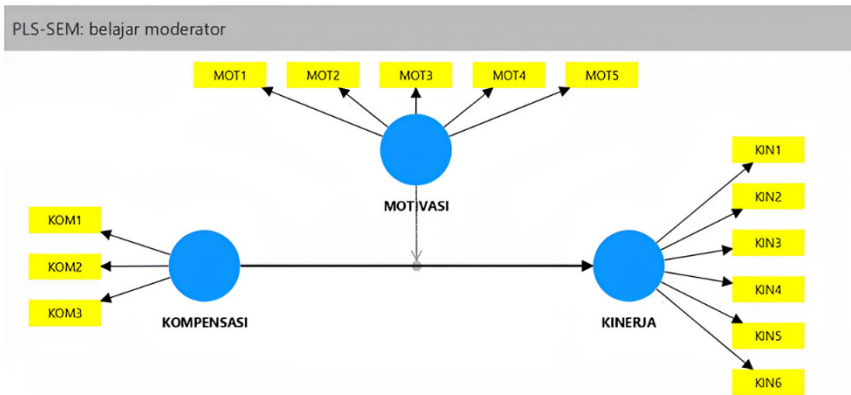 PLS-SEM: belajar moderator
MOT1 MOT2 MOT3 MOT4 MOT5
MOTIVASI
KOM1
KOM2
KOM3
KOMPENSASI
KIN1
KIN2
KIN3
KIN4
KIN5
KIN6
KINERJA